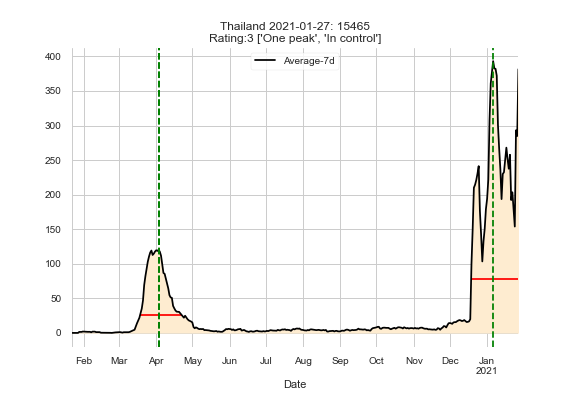 Thailand 2021-01-27: 15465
Rating:3 ['One peak', 'In control']
Average-7d
400
350
300
250
200
150
100
50
0
Feb Mar Apr May Jun Jul Aug Sep Oct Nov Dec Jan
2021
Date